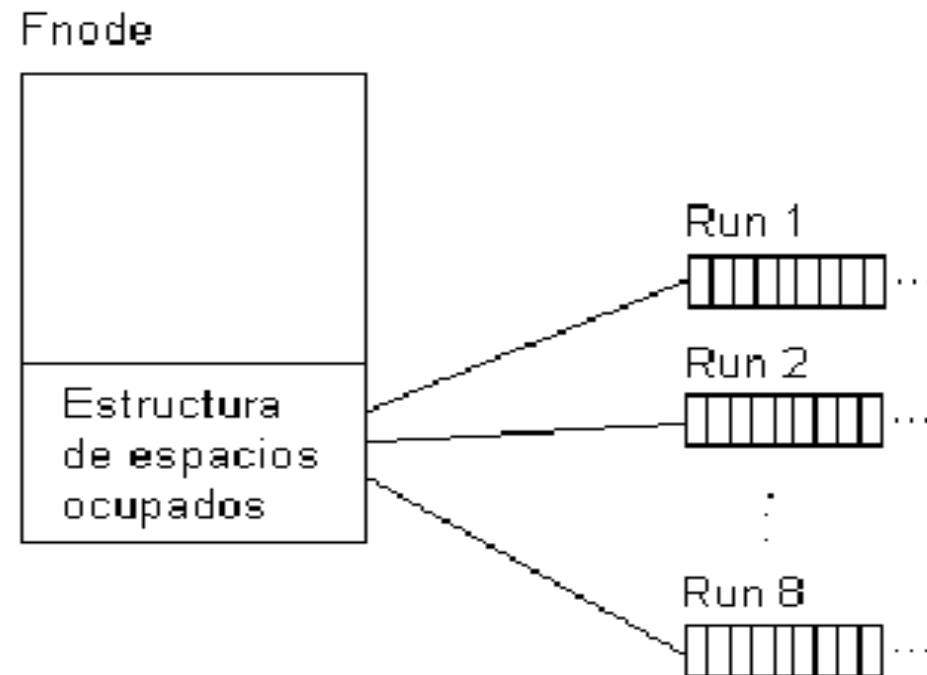 Fnode
Run 1
Run 2
Estructura
de espacios
ocupados
Run 8